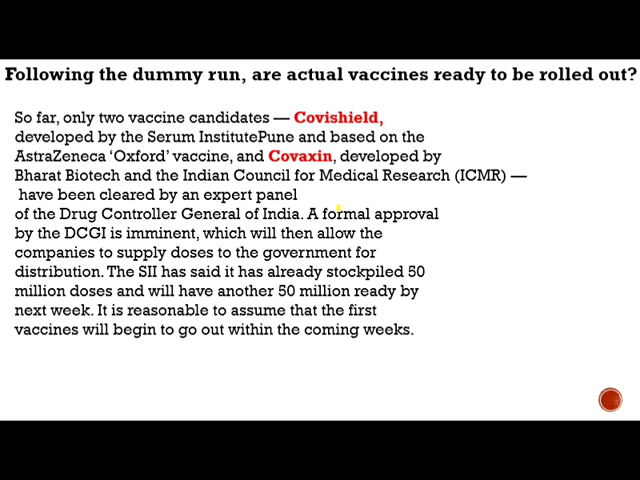 Following the dummy run, are actual vaccines ready to be rolled out?
So far, only two vaccine candidates — Covishield,
developed by the Serum InstitutePune and based on the
AstraZeneca 'Oxford' vaccine, and Covaxin, developed by
Bharat Biotech and the Indian Council for Medical Research (ICMR) —
have been cleared by an expert panel
of the Drug Controller General of India. A formal approval
by the DCGI is imminent, which will then allow the
companies to supply doses to the government for
distribution. The SII has said it has already stockpiled 50
million doses and will have another 50 million ready by
next week. It is reasonable to assume that the first
vaccines will begin to go out within the coming weeks.